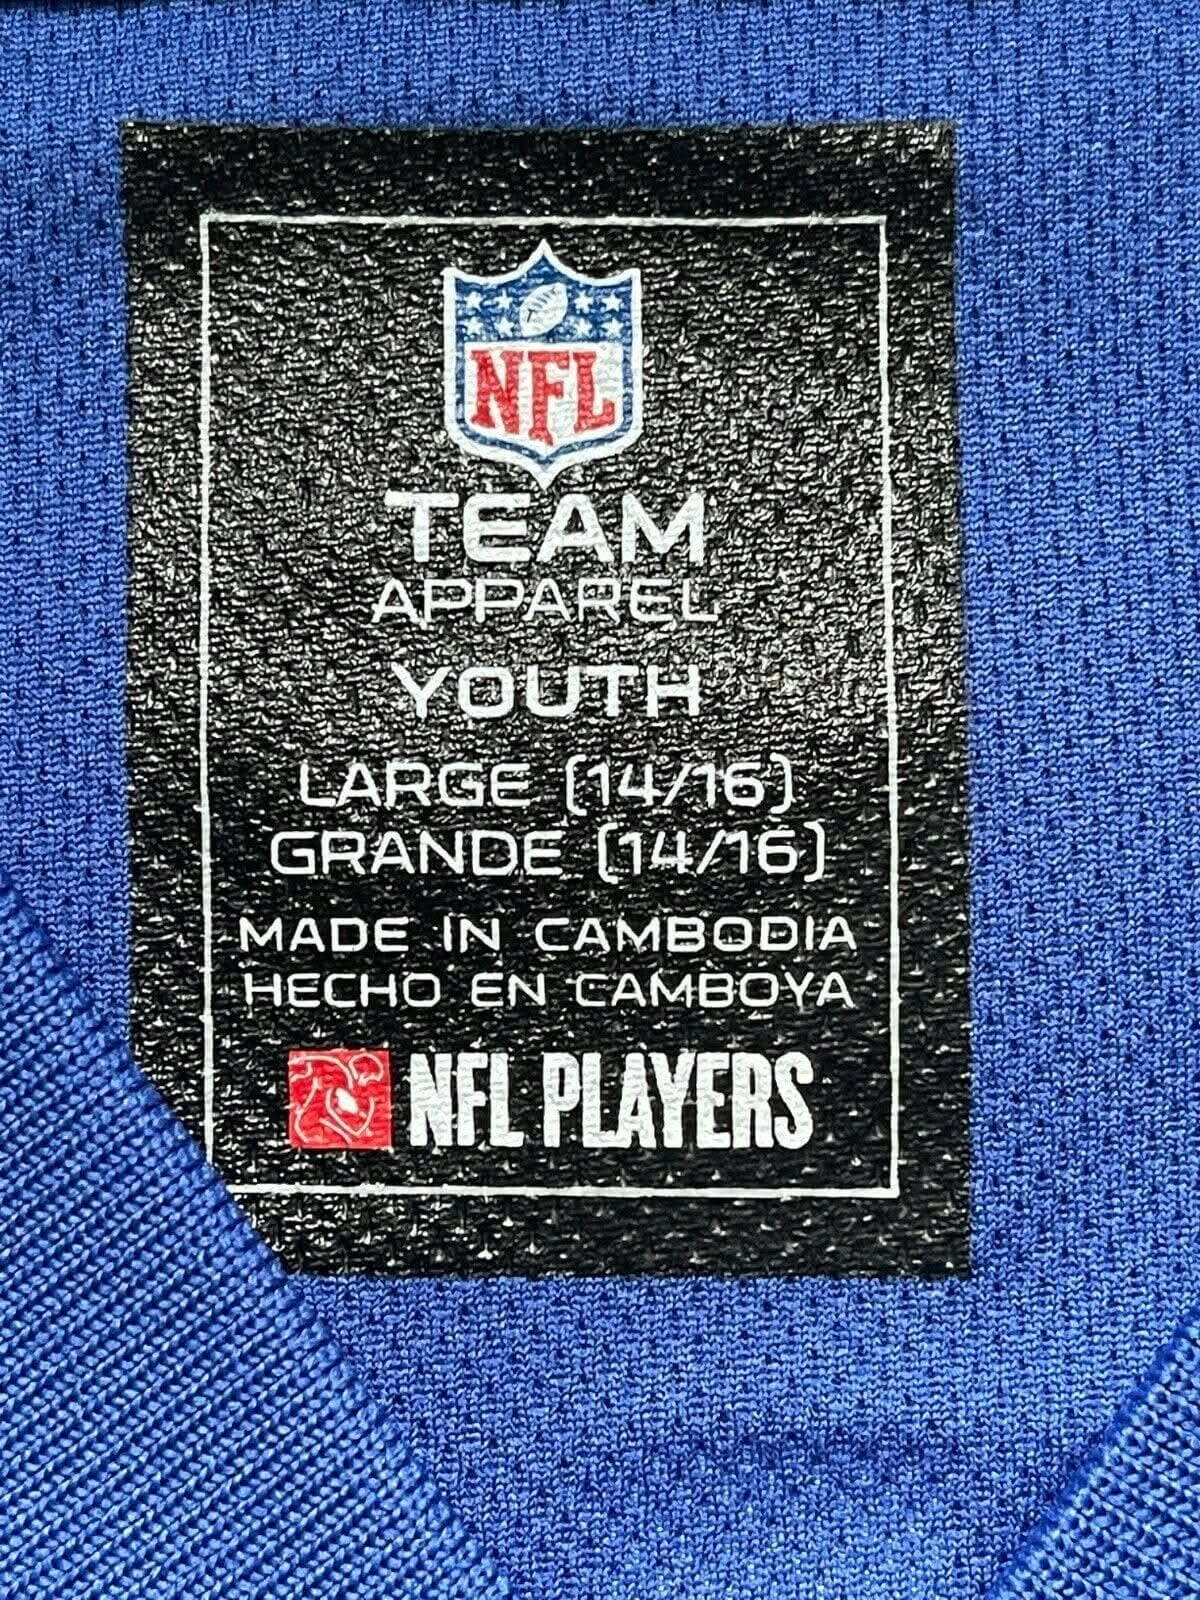 NFL
TEAM
APPAREL
YOUTH
LARGE (14/16)
GRANDE (14/16)
MADE IN CAMBODIA
HECHO EN CAMBOYA
NFL PLAYERS